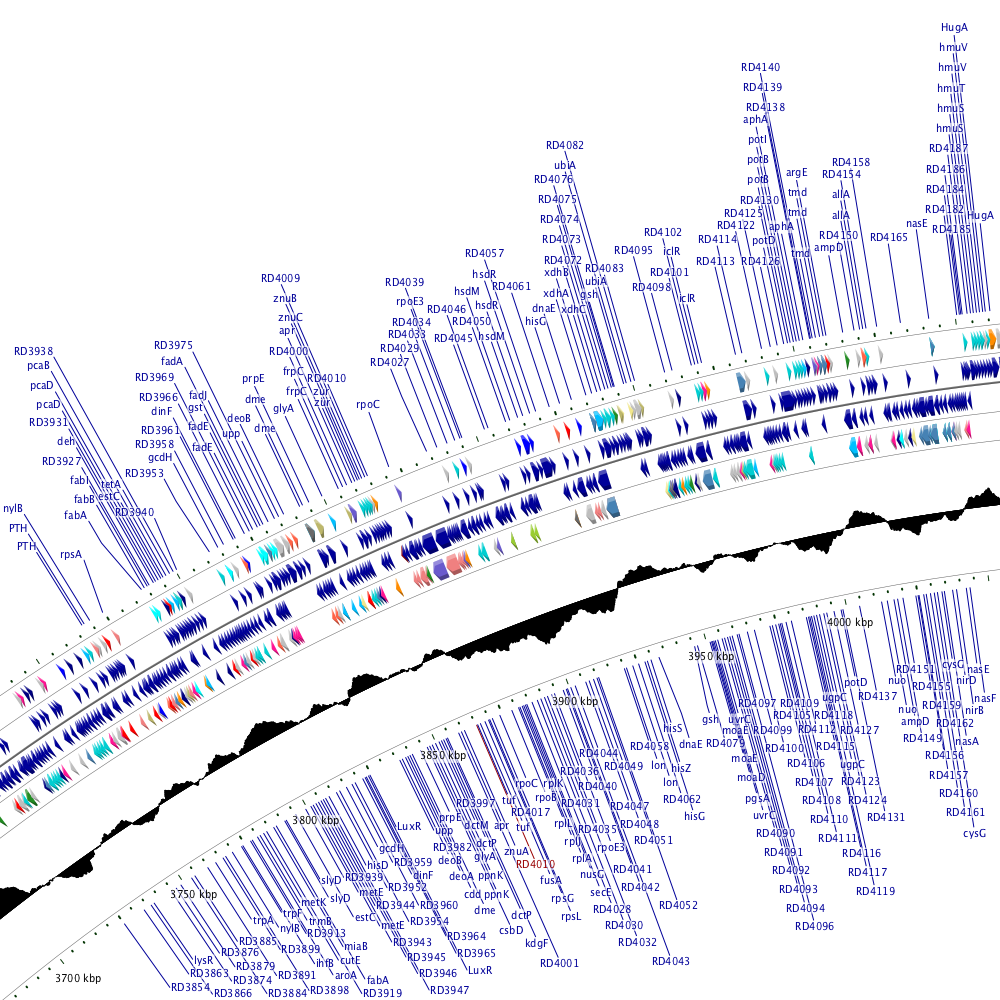 HugA
hmuV
hmuV
hmuT
hmuS
hmuS
RD4187
RD4186
RD4184
RD4182
HugA
RD4185
nasE
RD4165
RD4158
RD4154
allA
allA
RD4150
ampD
argE
tmd
tmd
tmd
RD4140
RD4139
RD4138
aphA
potI
potB
potB
RD4130
RD4125
aphA
RD4122
potD
RD4114
RD4126
RD4113
RD4102
iclR
RD4095
RD4101
RD4098
iclR
RD4082
ubiA
RD4076
RD4075
RD4074
RD4073
RD4072
RD4083
xdhB
ubiA
xdhA
gsh
dnaE
xdhC
hisG
RD4057
hsdR
RD4061
hsdM
hsdR
RD4046
RD4050
RD4045
hsdM
RD4039
rpoE3
RD4034
RD4033
RD4029
RD4027
rpoC
RD4009
znuB
znuC
apr
RD4000
frpC
RD4010
frpC
zur
zur
prpE
dme
glyA
deoB
dme
upp
RD3975
fadA
RD3969
fadJ
RD3966
gst
dinF
fadE
RD3961
RD3958
fadE
gcdH
RD3953
RD3938
pcaB
pcaD
pcaD
RD3931
deh
RD3927
fabI
tetA
fabB
estC
fabA
RD3940
nylB
PTH
PTH
rpsA
4000 kbp
3950 kbp
3900 kbp
3850 kbp
3800 kbp
3750 kbp
3700 kbp
cysG
nasE
RD4151
nirD
nuo
RD4155
nasF
potD
RD4137
RD4159
nirB
nuo
ampD
RD4162
RD4149
nasA
RD4156
RD4157
RD4160
RD4161
cysG
ugpC
RD4097
RD4109
RD4105
RD4118
RD4099
RD4112
RD4127
RD4100
RD4115
RD4106
ugpC
RD4107
RD4123
RD4108
RD4124
RD4110
RD4131
RD4111
RD4116
RD4117
RD4119
gsh
uvrC
moaE
RD4079
moaE
moaD
pgsA
uvrC
RD4090
RD4091
RD4092
RD4093
RD4094
RD4096
hisS
dnaE
RD4058
lon
hisZ
lon
RD4062
hisG
RD4044
RD4049
RD4036
RD4040
rpoC
rplK
rpoB
RD4031
RD4047
RD4017
tuf
rplL
RD4035
RD4048
tuf
rplJ
rpoE3
RD4051
rplA
RD4041
nusG
RD4042
fusA
secE
rpsG
RD4028
RD4052
rpsL
RD4030
RD4032
RD4043
RD4001
RD3997
prpE
dctM
apr
upp
dctP
znuA
RD3982
glyA
RD4010
deoB
deoA
ppnK
cdd
ppnK
dme
dctP
csbD
kdgF
LuxR
gcdH
RD3959
hisD
dinF
RD3939
RD3952
metE
RD3944
RD3960
estC
RD3954
metE
RD3964
RD3943
RD3965
RD3945
RD3946
LuxR
RD3947
slyD
slyD
metK
trpF
trmB
trpA
nylB
RD3913
RD3885
miaB
RD3876
RD3899
cutE
lysR
RD3879
infB
RD3863
RD3874
RD3891
aroA
fabA
RD3854
RD3866
RD3884
RD3898
RD3919